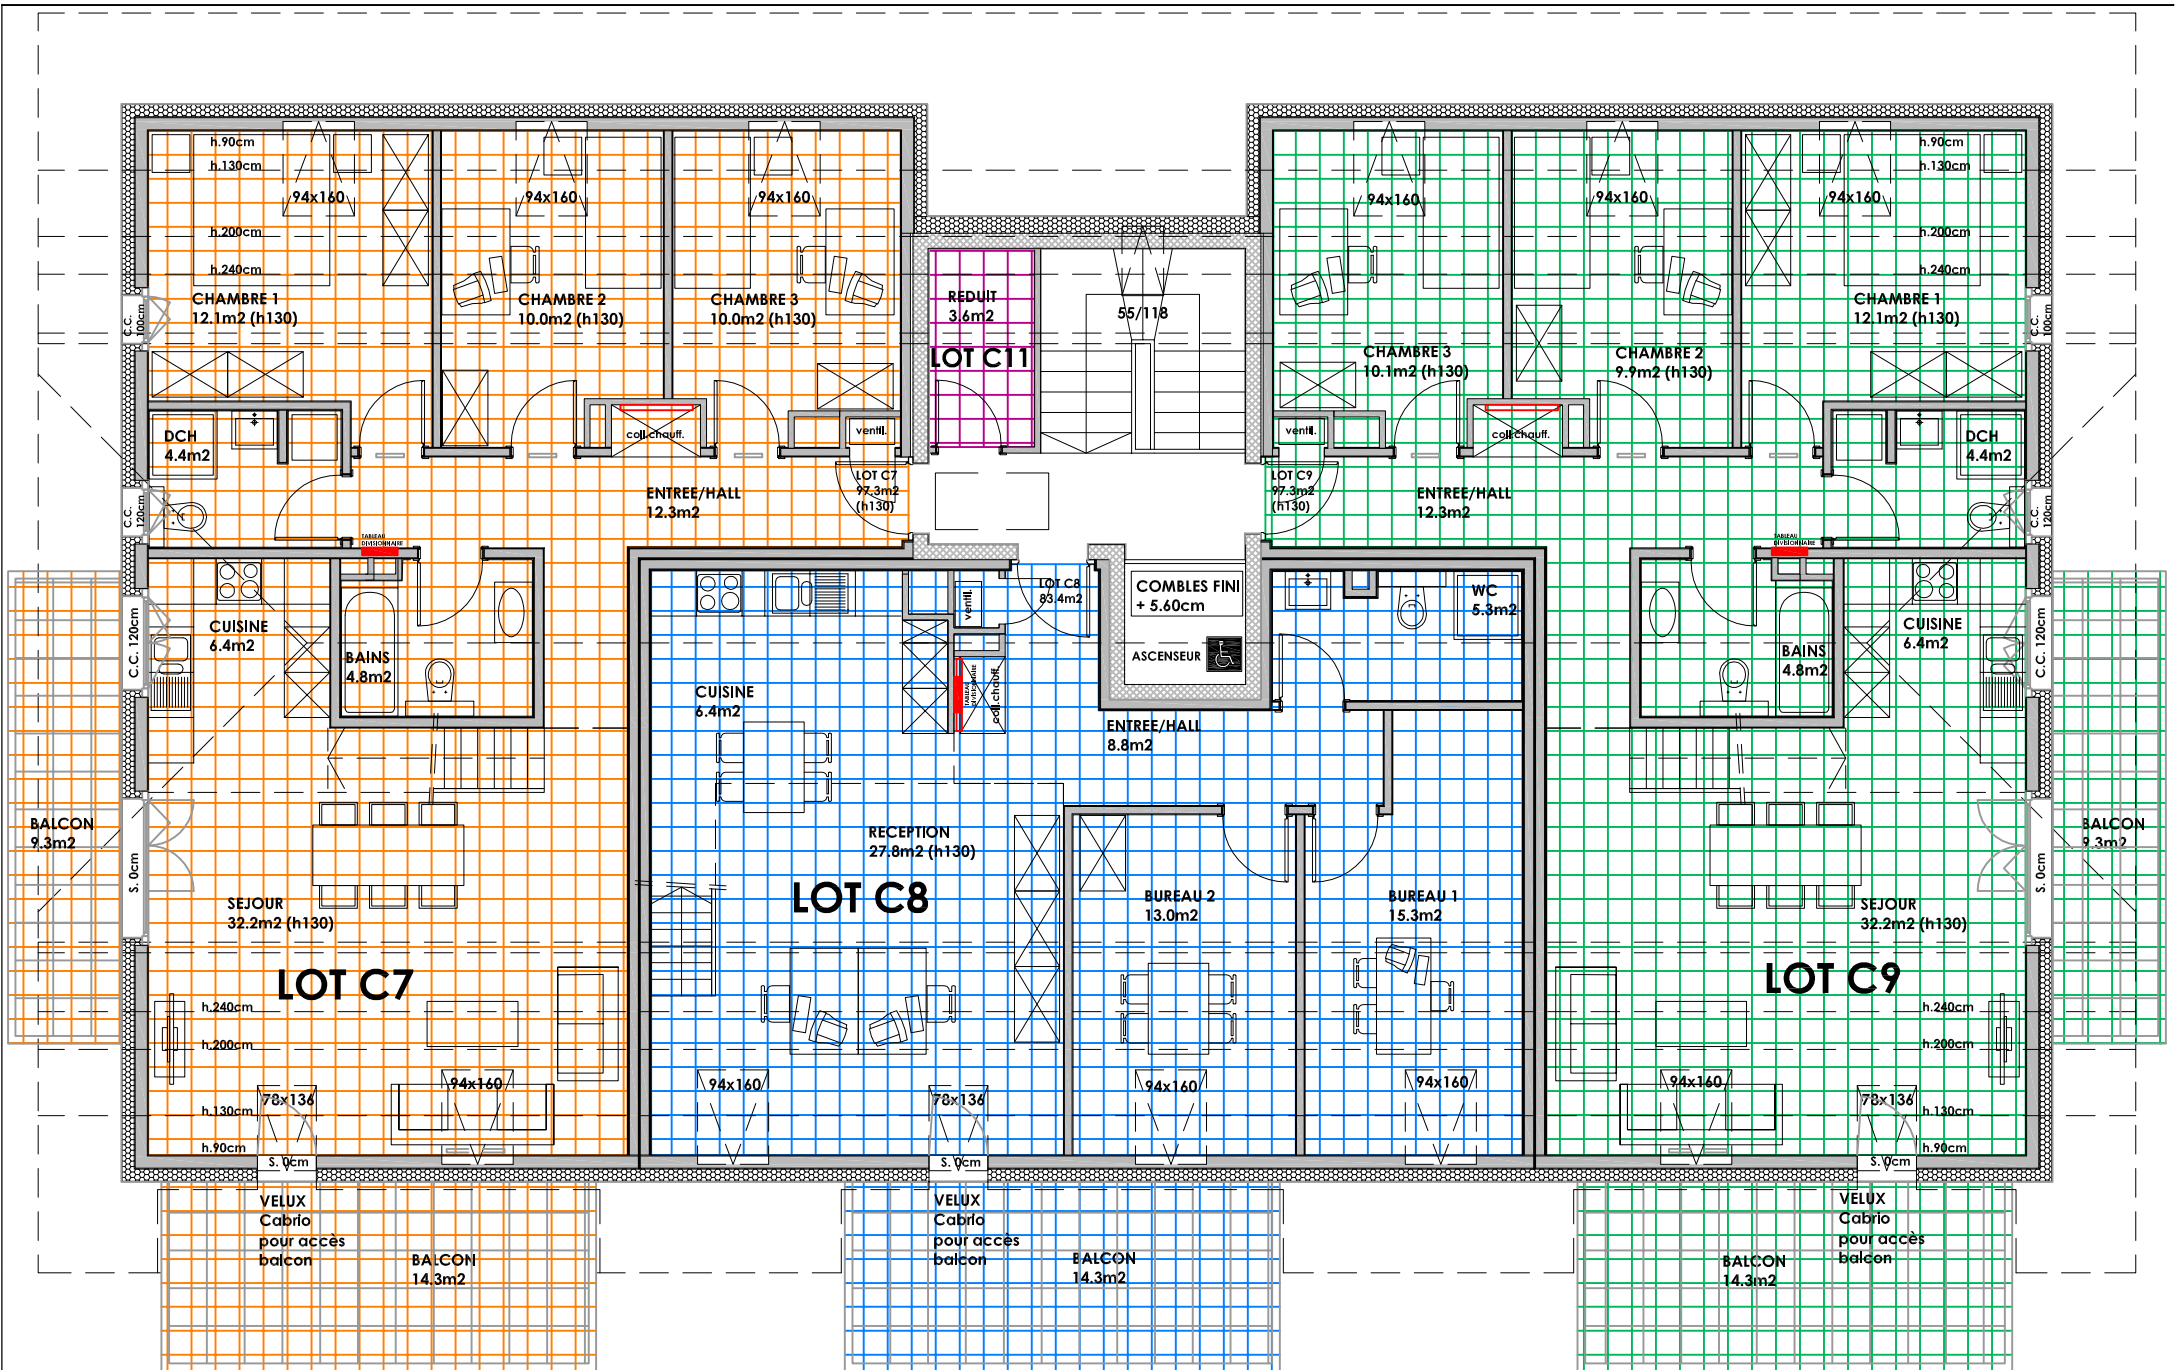 h.90cm
h.130cm
94x160
h.200cm
h.240cm
CHAMBRE 1
12.1m2 (h130)
C.C.
100cm
94x160
CHAMBRE 2
10.0m2 (h130)
94x160
CHAMBRE 3
10.0m2 (h130)
REDUIT
3.6m2
LOT C11
55/118
94x160
CHAMBRE 3
10.1m2 (h130)
94x160
CHAMBRE 2
9.9m2 (h130)
94x160
h.90cm
h.130cm
h.200cm
h.240cm
CHAMBRE 1
12.1m2 (h130)
C.C.
100cm
DCH
4.4m2
C.C.
120cm
coll.chauff.
ventil.
LOT C7
97.3m2
(h130)
ENTREE/HALL
12.3m2
TABLEAU
DIVISIONNAIRE
ventil.
LOT C9
97.3m2
(h130)
coll.chauff.
ENTREE/HALL
12.3m2
TABLEAU
DIVISIONNAIRE
DCH
4.4m2
C.C.
120cm
C.C. 120cm
CUISINE
6.4m2
BAINS
4.8m2
CUISINE
6.4m2
ventil.
LOT C8
83.4m2
TABLEAU
DIVISIONNAIRE
coll.chauff.
COMBLES FINI
+ 5.60cm
ASCENSEUR
WC
5.3m2
ENTREE/HALL
8.8m2
BAINS
4.8m2
CUISINE
6.4m2
C.C. 120cm
BALCON
9.3m2
S. 0cm
SEJOUR
32.2m2 (h130)
LOT C7
h.240cm
h.200cm
h.130cm
h.90cm
78x136
94x160
S. 0cm
RECEPTION
27.8m2 (h130)
LOT C8
94x160
78x136
S. 0cm
BUREAU 2
13.0m2
94x160
BUREAU 1
15.3m2
94x160
SEJOUR
32.2m2 (h130)
LOT C9
h.240cm
h.200cm
h.130cm
h.90cm
94x160
78x136
S. 0cm
S. 0cm
BALCON
9.3m2
VELUX
Cabrio
pour accès
balcon
BALCON
14.3m2
VELUX
Cabrio
pour accès
balcon
BALCON
14.3m2
VELUX
Cabrio
pour accès
balcon
BALCON
14.3m2